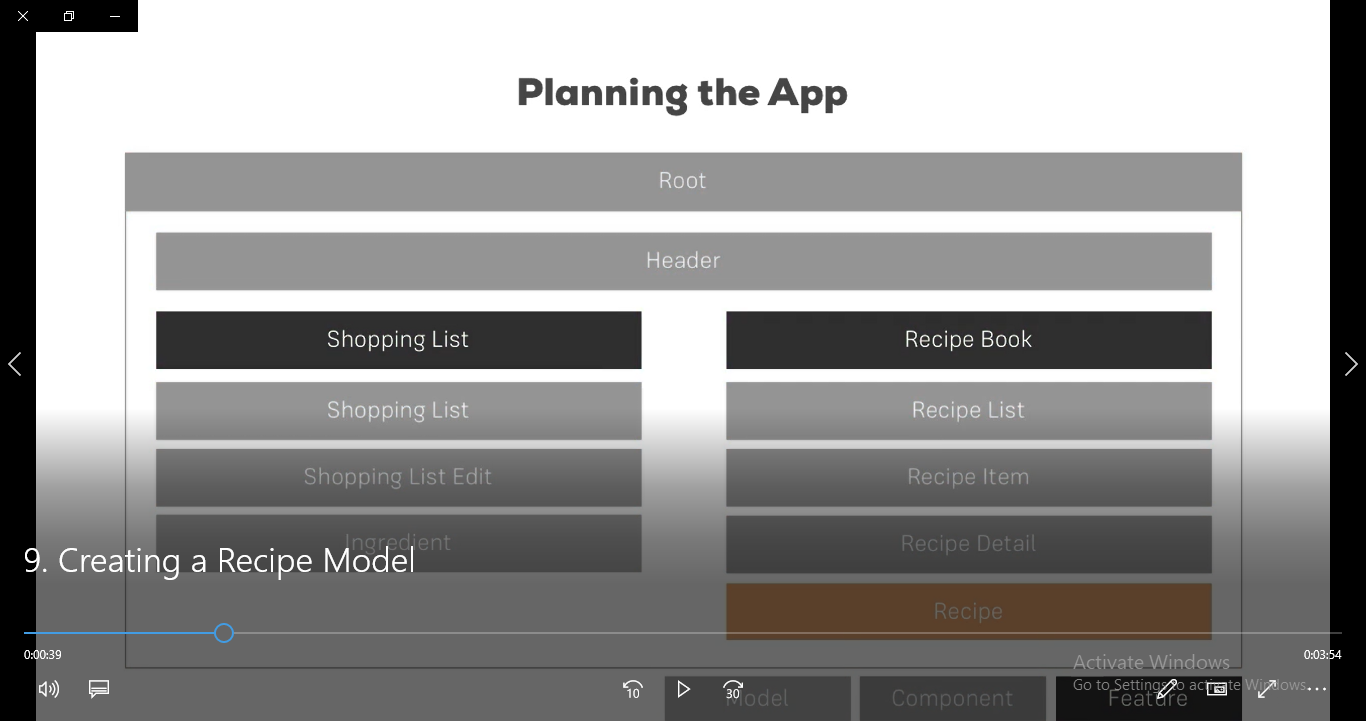 Planning the App
Root
Header
Shopping List
Recipe Book
Shopping List
Recipe List
Shopping List Edit
Recipe Item
Ingredient
Recipe Detail
9. Creating a Recipe Model
Recipe
0:00:39
0:03:54
Activate Windows
Go to Settings to activate Windows.
10
30
Model
Component
Feature